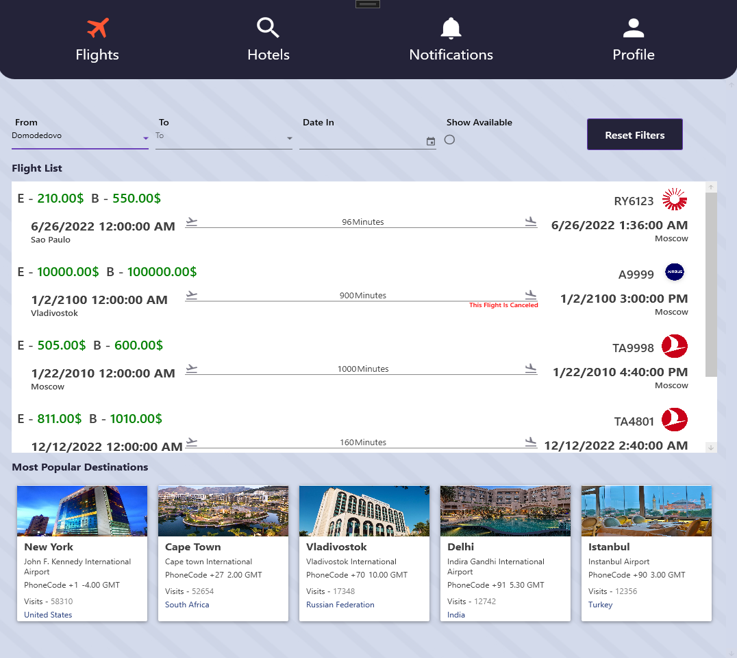 Flights
Hotels
Notifications
Profile
From
To
Date In
Show Available
Domodedovo
To
Reset Filters
Flight List
E - 210.00$ B - 550.00$
RY6123
6/26/2022 12:00:00 AM
96Minutes
6/26/2022 1:36:00 AM
Sao Paulo
Moscow
E - 10000.00$ B - 100000.00$
A9999
1/2/2100 12:00:00 AM
900Minutes
1/2/2100 3:00:00 PM
This Flight Is Canceled
Vladivostok
Moscow
E - 505.00$ B - 600.00$
TA9998
1/22/2010 12:00:00 AM
1000Minutes
1/22/2010 4:40:00 PM
Moscow
Moscow
E - 811.00$ B - 1010.00$
TA4801
12/12/2022 12:00:00 AM
160Minutes
12/12/2022 2:40:00 AM
Most Popular Destinations
New York
John F. Kennedy International
Airport
PhoneCode +1 -4.00 GMT
Visits - 58310
United States
Cape Town
Cape town International
PhoneCode +27 2.00 GMT
Visits - 52654
South Africa
Vladivostok
Vladivostok International
PhoneCode +70 10.00 GMT
Visits - 17348
Russian Federation
Delhi
Indira Gandhi International
Airport
PhoneCode +91 5.30 GMT
Visits - 12742
India
Istanbul
Instanbul Airport
PhoneCode +90 3.00 GMT
Visits - 12356
Turkey